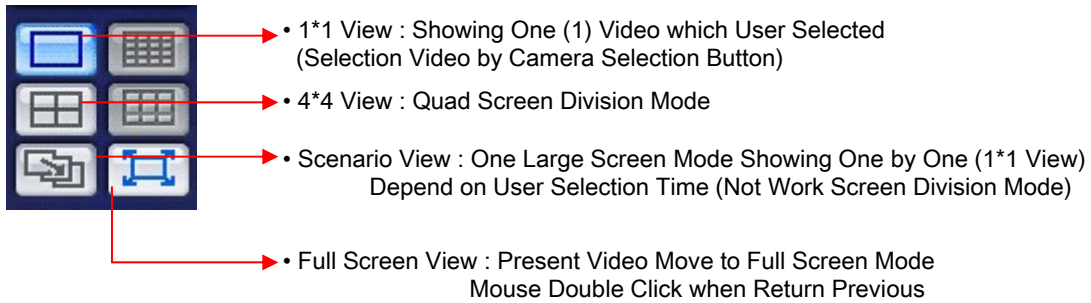 • 1*1 View : Showing One (1) Video which User Selected
(Selection Video by Camera Selection Button)
• 4*4 View : Quad Screen Division Mode
• Scenario View : One Large Screen Mode Showing One by One (1*1 View)
Depend on User Selection Time (Not Work Screen Division Mode)
• Full Screen View : Present Video Move to Full Screen Mode
Mouse Double Click when Return Previous